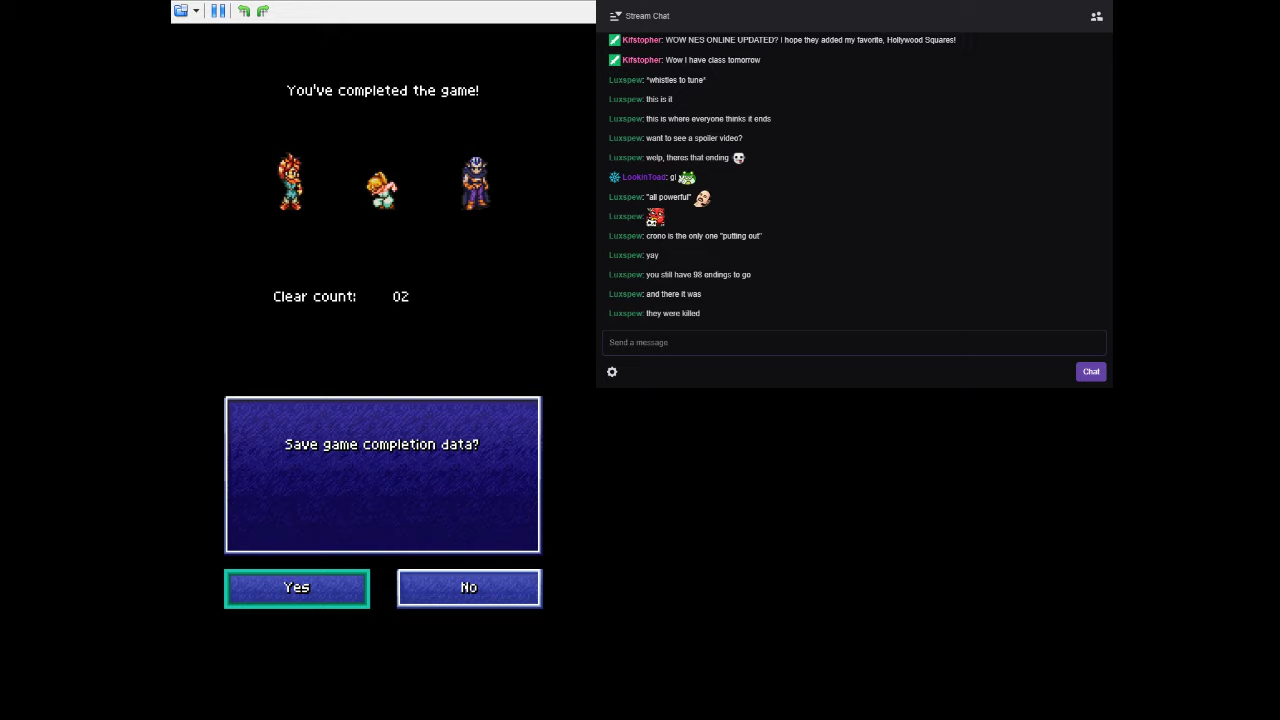 You've completed the game!
Clear count: 02
Save game completion data?
Yes
No
Stream Chat
Kifstopher: WOW NES ONLINE UPDATED? I hope they added my favorite, Hollywood Squares!
Kifstopher: Wow I have class tomorrow
Luxspew: *whistles to tune*
Luxspew: this is it
Luxspew: this is where everyone thinks it ends
Luxspew: want to see a spoiler video?
Luxspew: welp, theres that ending
LookinToad: gl
Luxspew: "all powerful"
Luxspew:
Luxspew: crono is the only one "putting out"
Luxspew: yay
Luxspew: you still have 98 endings to go
Luxspew: and there it was
Luxspew: they were killed
Send a message
Chat